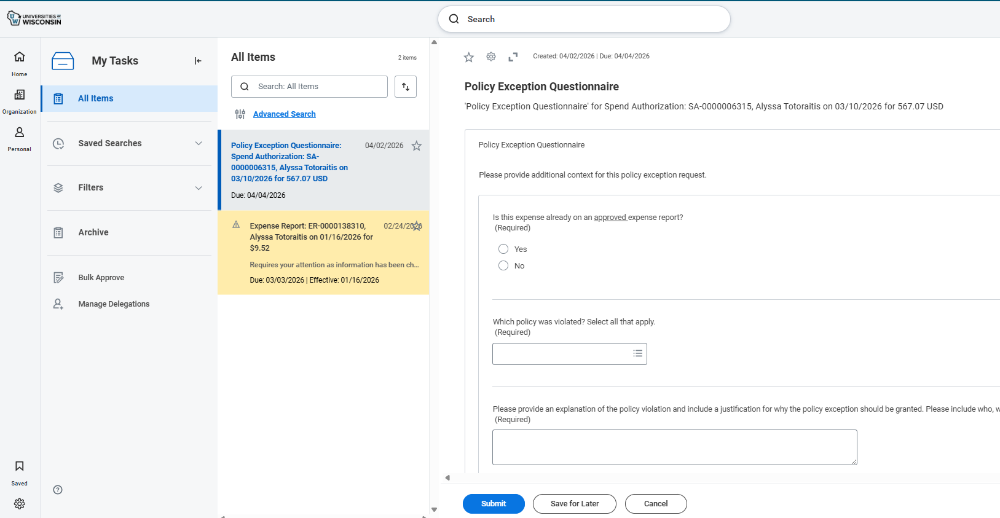 UNIVERSITIES OF
WISCONSIN
Search
Home
Organization
Personal
Saved
My Tasks
All Items
Saved Searches
Filters
Archive
Bulk Approve
Manage Delegations
All Items
2 items
Search: All Items
Advanced Search
Policy Exception Questionnaire:
Spend Authorization: SA-
0000006315, Alyssa Totoraitis on
03/10/2026 for 567.07 USD
04/02/2026
Due: 04/04/2026
Expense Report: ER-0000138310,
Alyssa Totoraitis on 01/16/2026 for
$9.52
02/24/2026
Requires your attention as information has been ch...
Due: 03/03/2026 | Effective: 01/16/2026
Created: 04/02/2026 | Due: 04/04/2026
Policy Exception Questionnaire
'Policy Exception Questionnaire' for Spend Authorization: SA-0000006315, Alyssa Totoraitis on 03/10/2026 for 567.07 USD
Policy Exception Questionnaire
Please provide additional context for this policy exception request.
Is this expense already on an approved expense report?
(Required)
Yes
No
Which policy was violated? Select all that apply.
(Required)
Please provide an explanation of the policy violation and include a justification for why the policy exception should be granted. Please include who, w
(Required)
Submit
Save for Later
Cancel